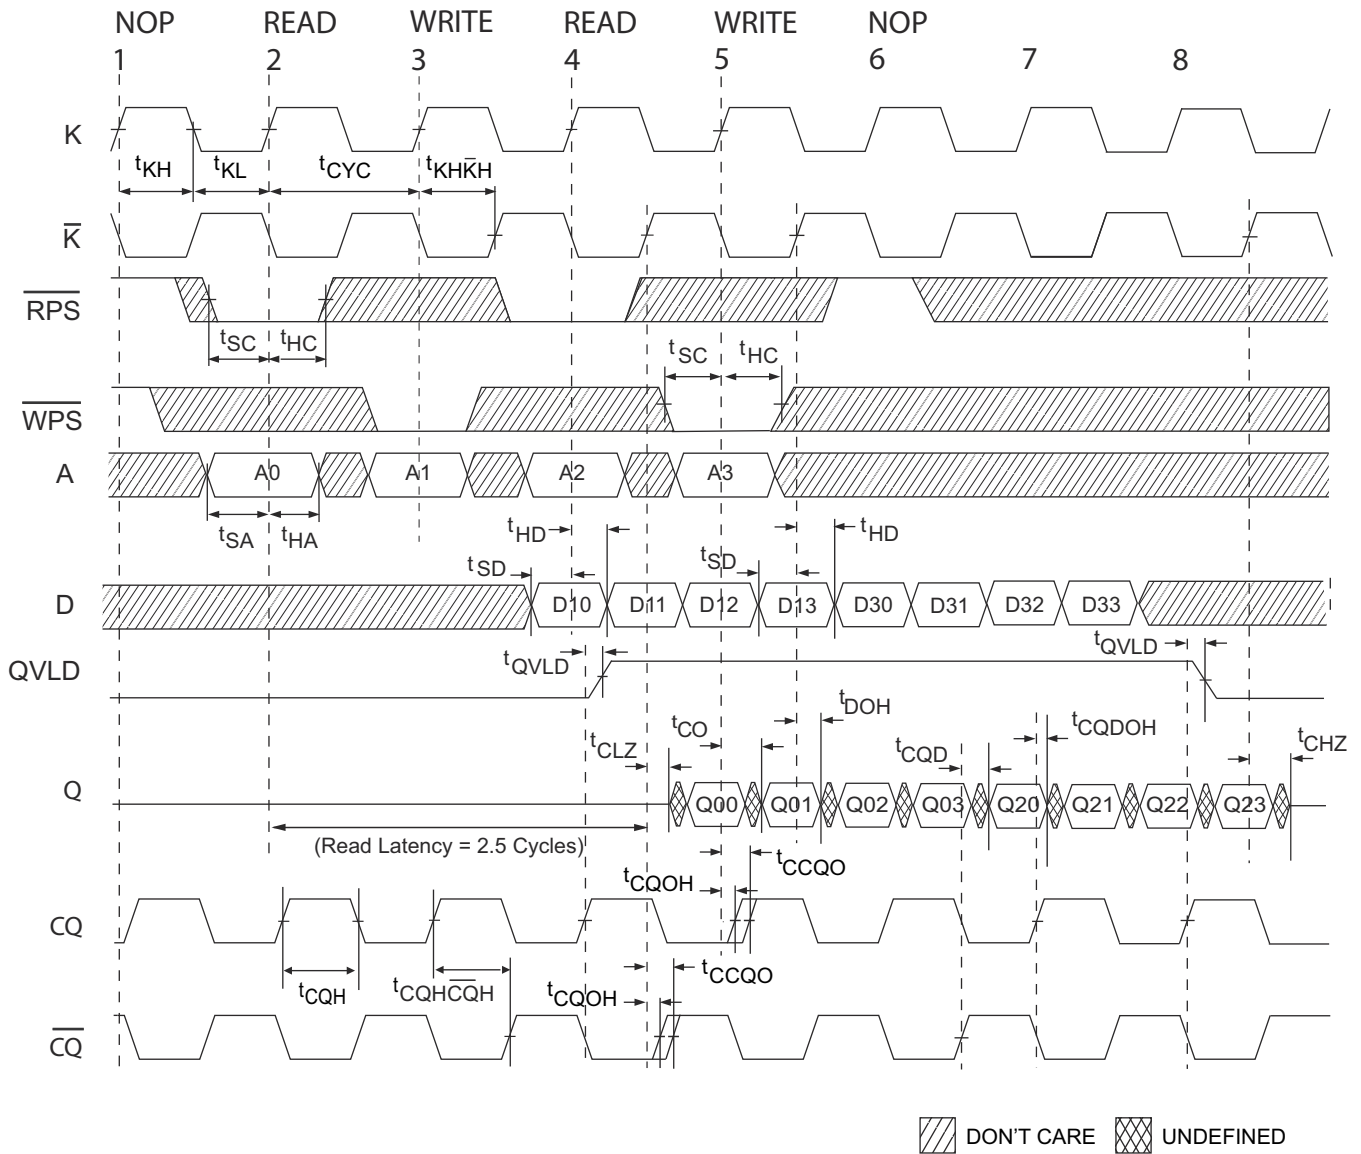 NOP READ WRITE READ WRITE NOP
1 2 3 4 5 6 7 8
K
tKH tKL tCYC tKHK̅H
K̅
R̅P̅S̅
tSC tHC
tSC tHC
W̅P̅S̅
A A0 A1 A2 A3
tSA tHA
tHD tHD
tSD tSD
D D10 D11 D12 D13 D30 D31 D32 D33
tQVLD tQVLD
QVLD
tCLZ tCO tDOH tCQD tCQDOH tCHZ
Q Q00 Q01 Q02 Q03 Q20 Q21 Q22 Q23
(Read Latency = 2.5 Cycles)
tCQOH tCCQO
CQ
tCQH tCQHC̅Q̅H tCQOH tCCQO
C̅Q̅
DON'T CARE UNDEFINED